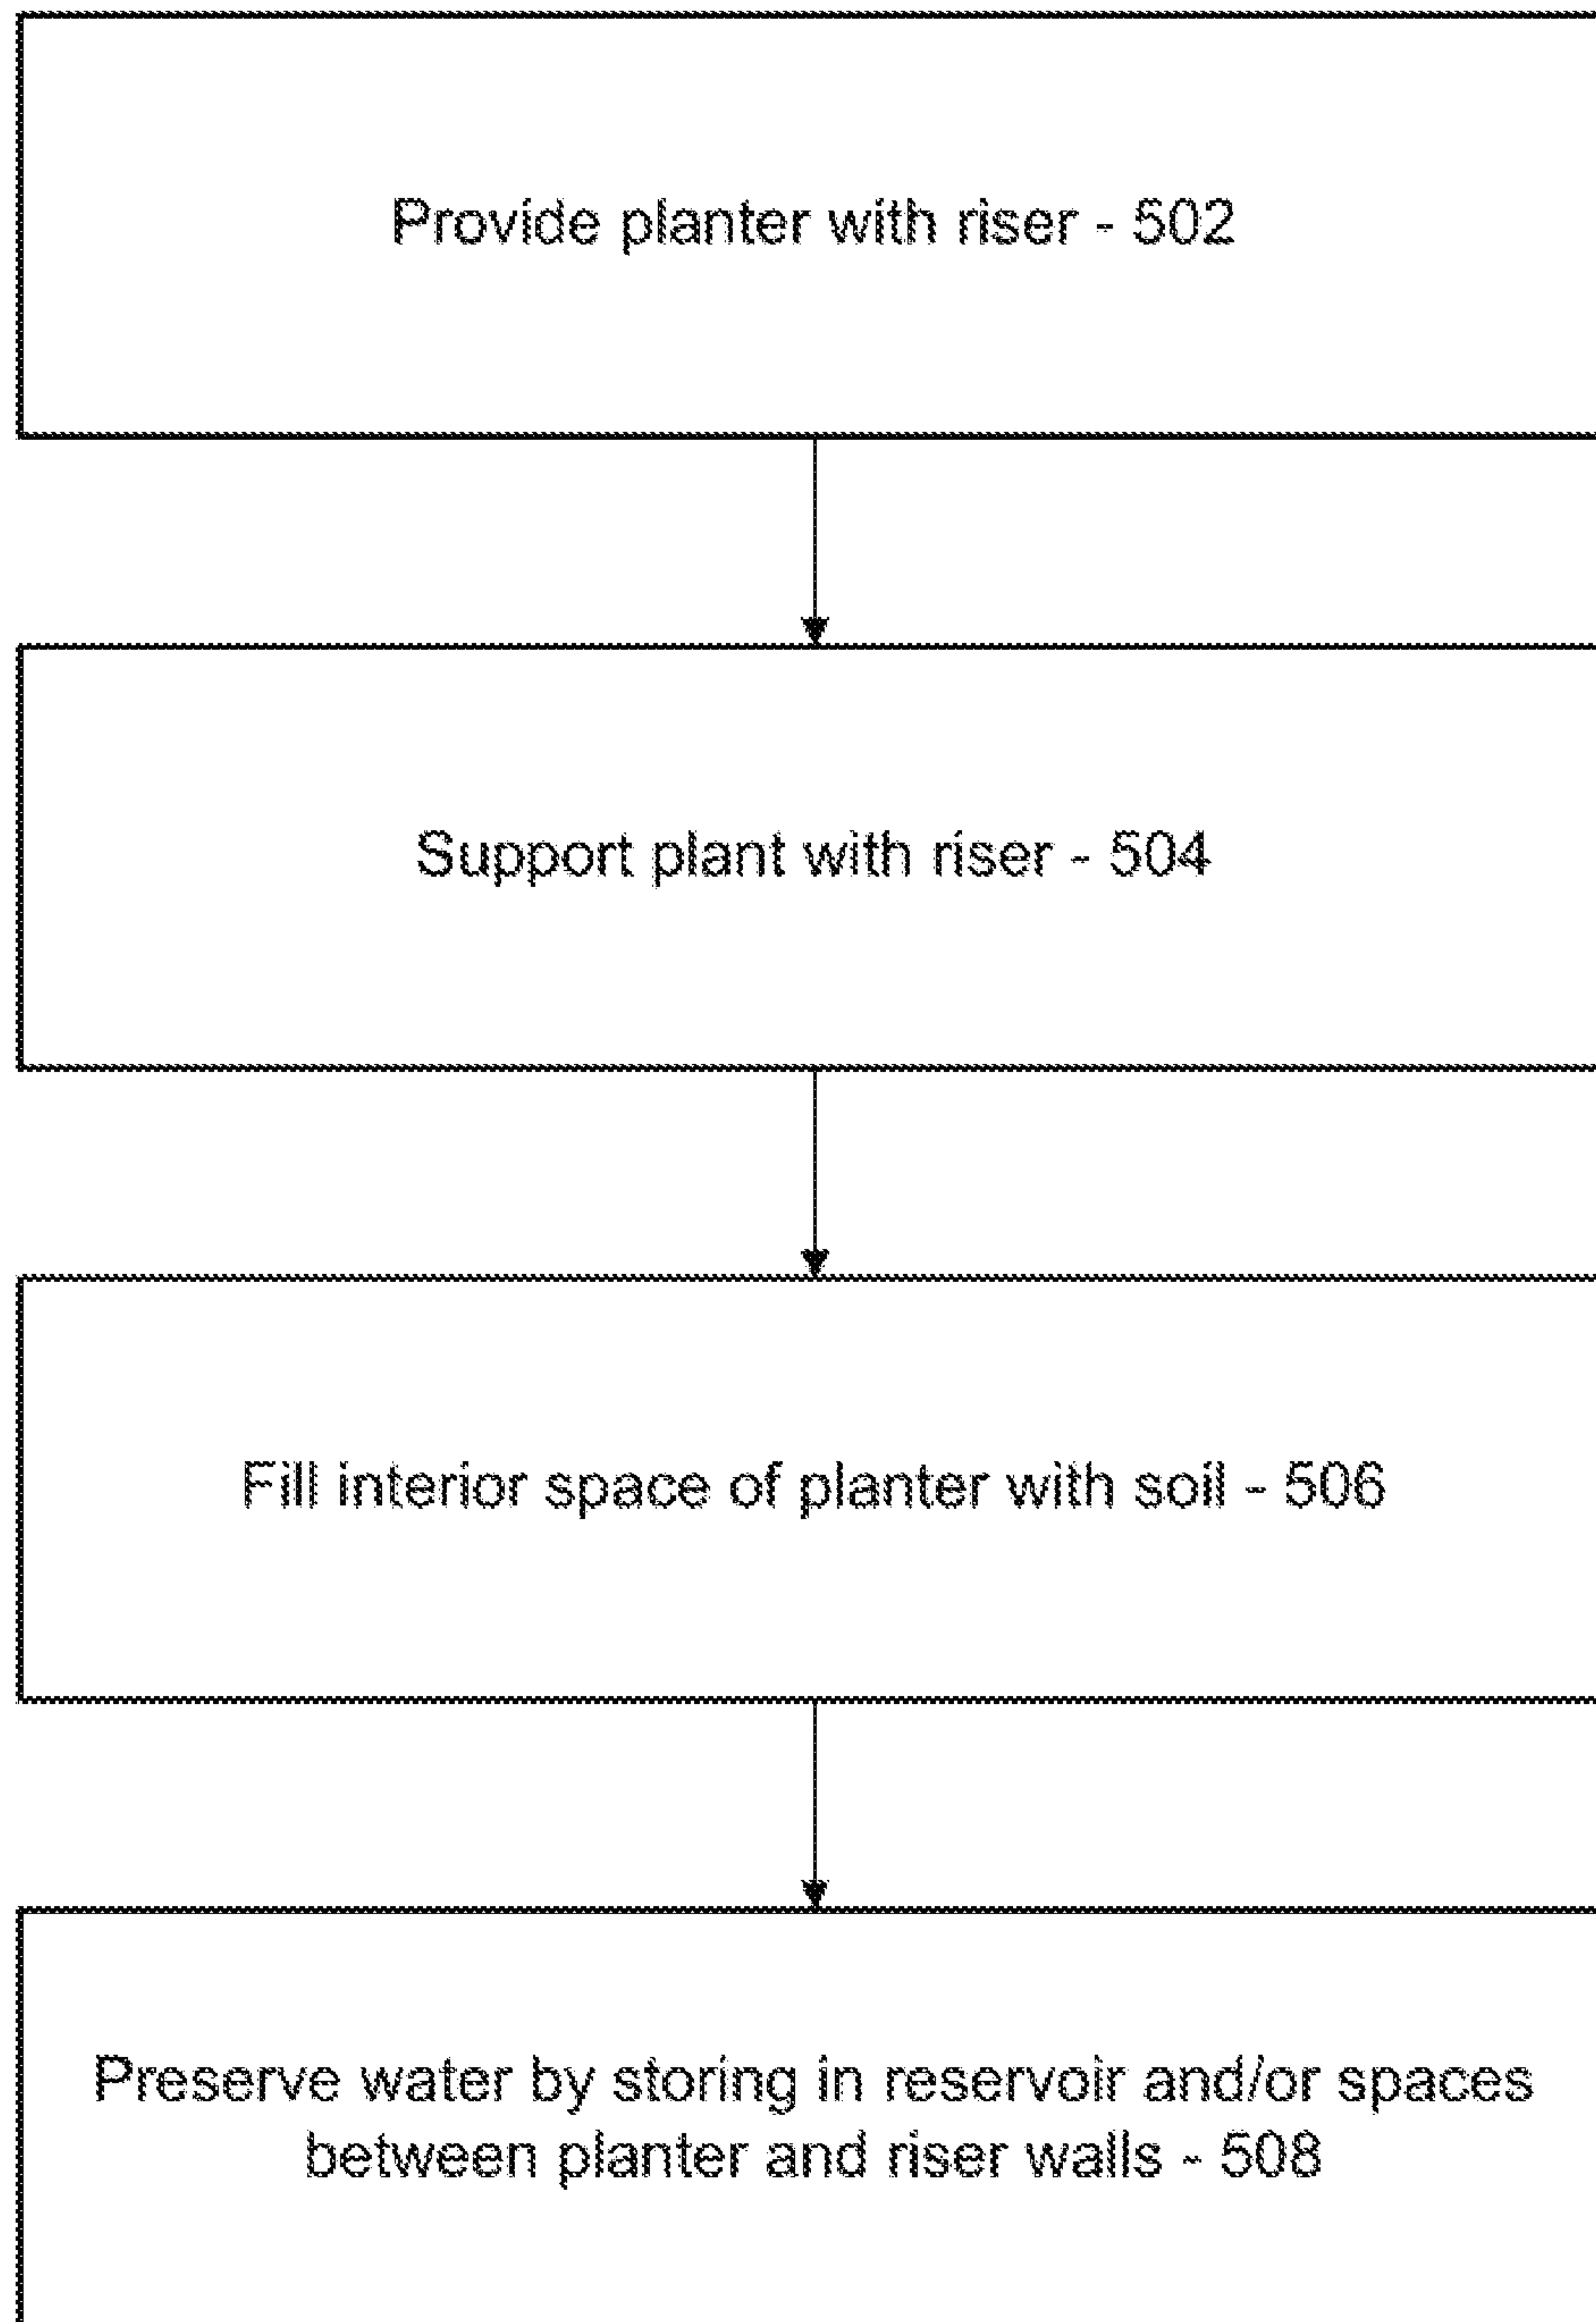 Provide planter with riser - 502
Support plant with riser - 504
Fill interior space of planter with soil - 506
Preserve water by storing in reservoir and/or spaces
between planter and riser walls - 508